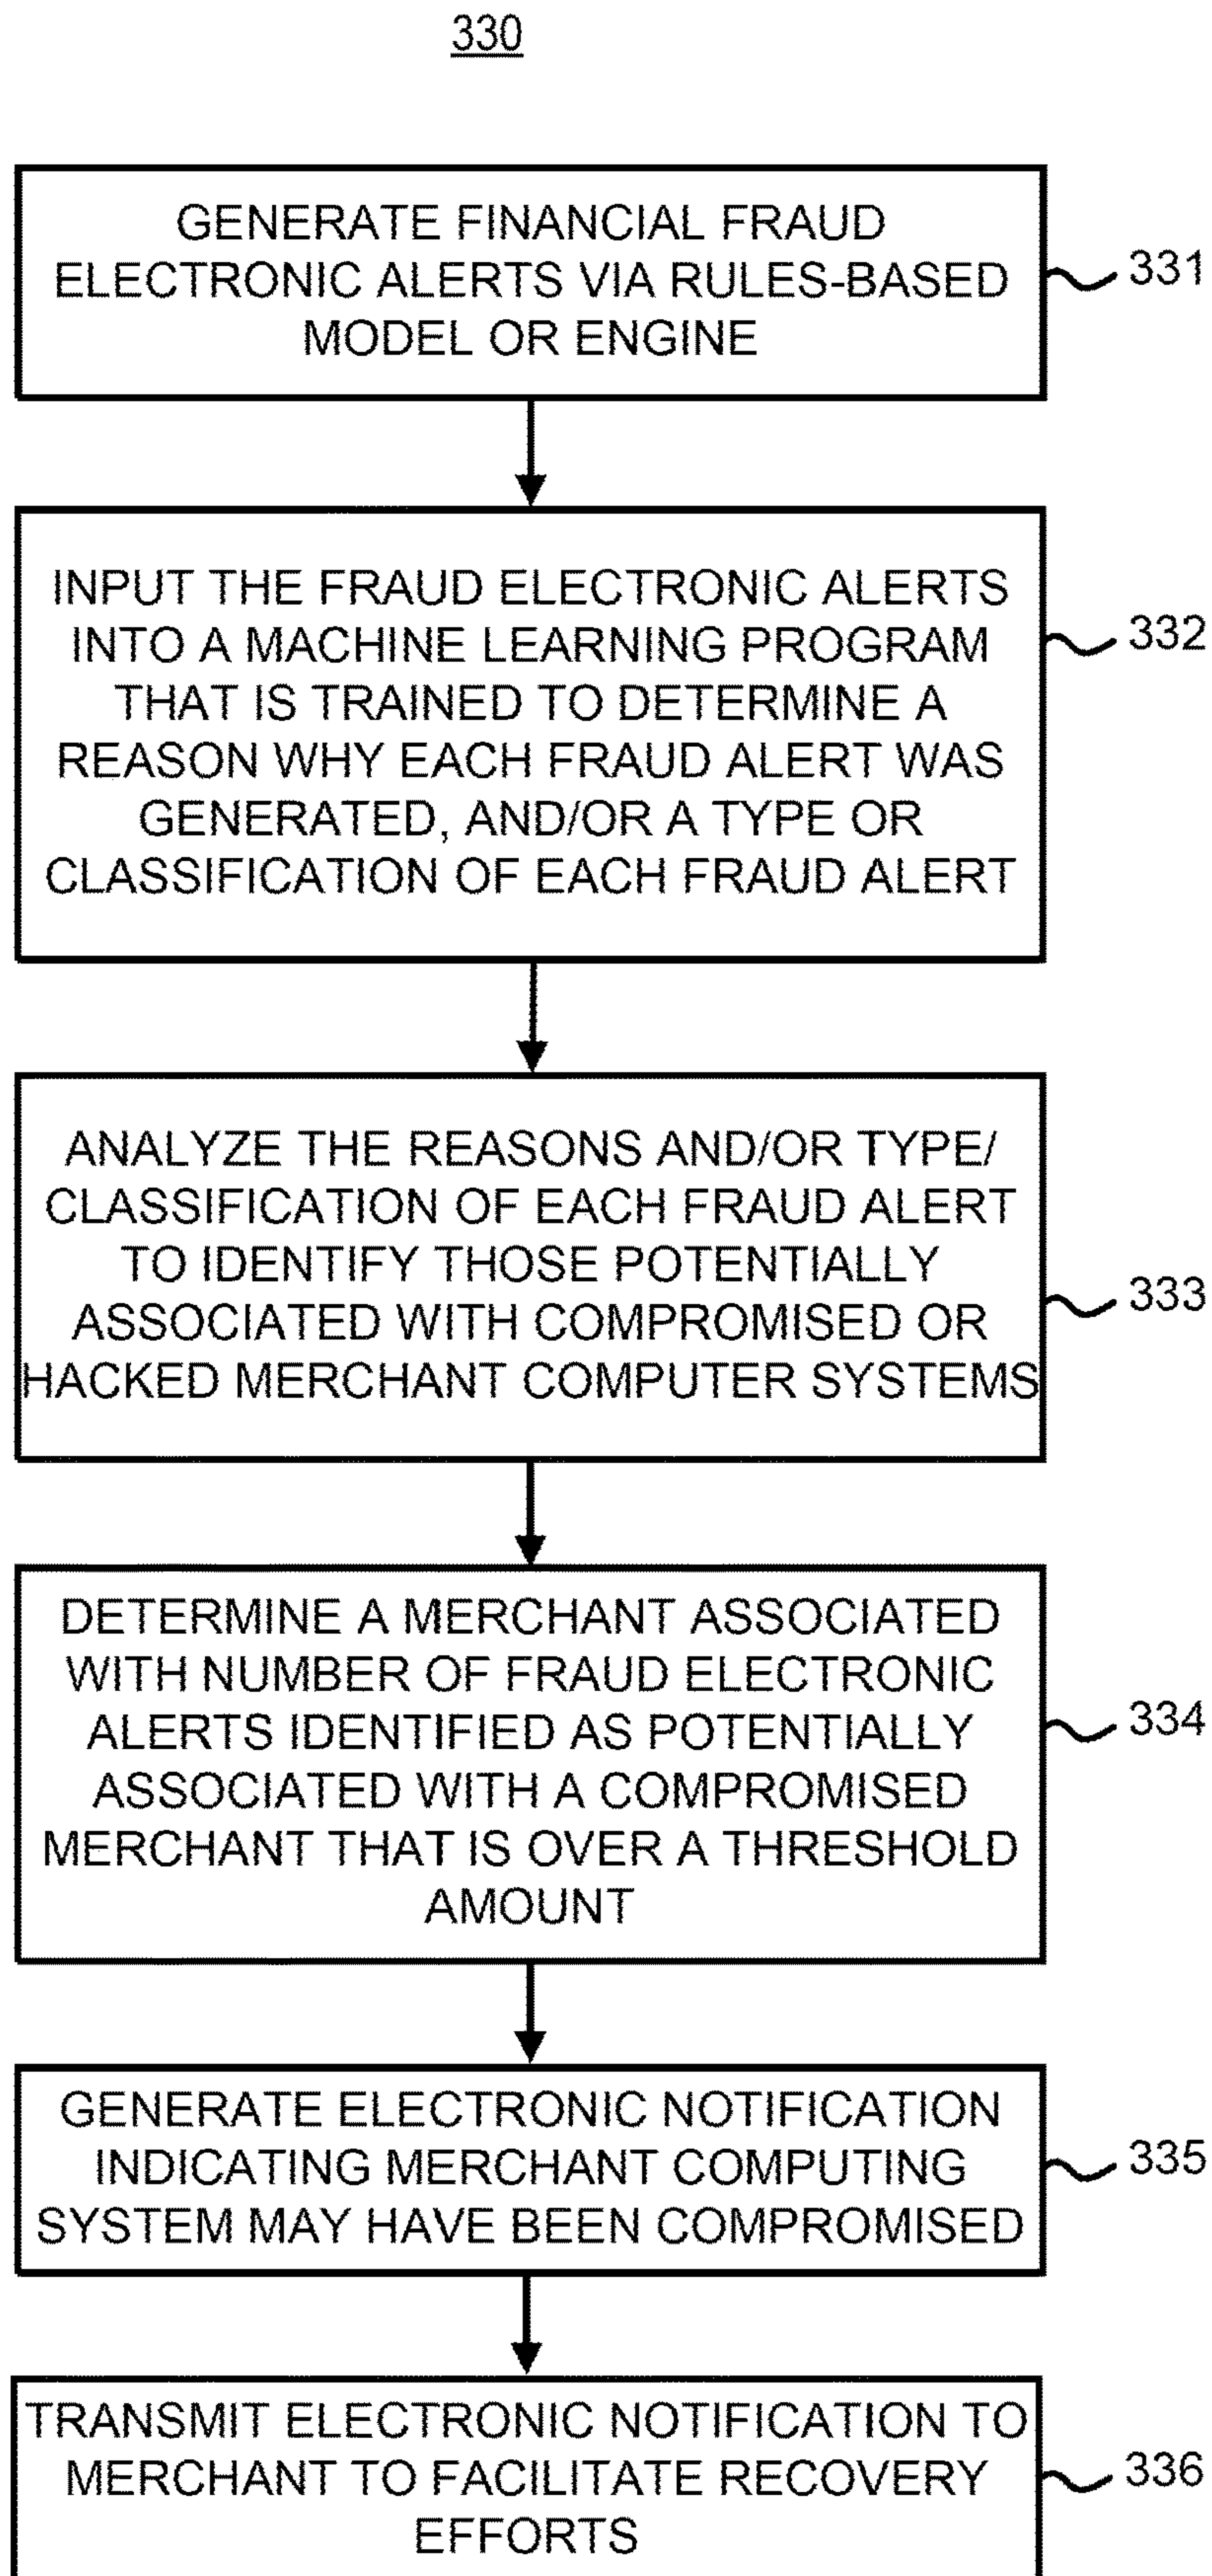 330
GENERATE FINANCIAL FRAUD
ELECTRONIC ALERTS VIA RULES-BASED
MODEL OR ENGINE
331
INPUT THE FRAUD ELECTRONIC ALERTS
INTO A MACHINE LEARNING PROGRAM
THAT IS TRAINED TO DETERMINE A
REASON WHY EACH FRAUD ALERT WAS
GENERATED, AND/OR A TYPE OR
CLASSIFICATION OF EACH FRAUD ALERT
332
ANALYZE THE REASONS AND/OR TYPE/
CLASSIFICATION OF EACH FRAUD ALERT
TO IDENTIFY THOSE POTENTIALLY
ASSOCIATED WITH COMPROMISED OR
HACKED MERCHANT COMPUTER SYSTEMS
333
DETERMINE A MERCHANT ASSOCIATED
WITH NUMBER OF FRAUD ELECTRONIC
ALERTS IDENTIFIED AS POTENTIALLY
ASSOCIATED WITH A COMPROMISED
MERCHANT THAT IS OVER A THRESHOLD
AMOUNT
334
GENERATE ELECTRONIC NOTIFICATION
INDICATING MERCHANT COMPUTING
SYSTEM MAY HAVE BEEN COMPROMISED
335
TRANSMIT ELECTRONIC NOTIFICATION TO
MERCHANT TO FACILITATE RECOVERY
EFFORTS
336